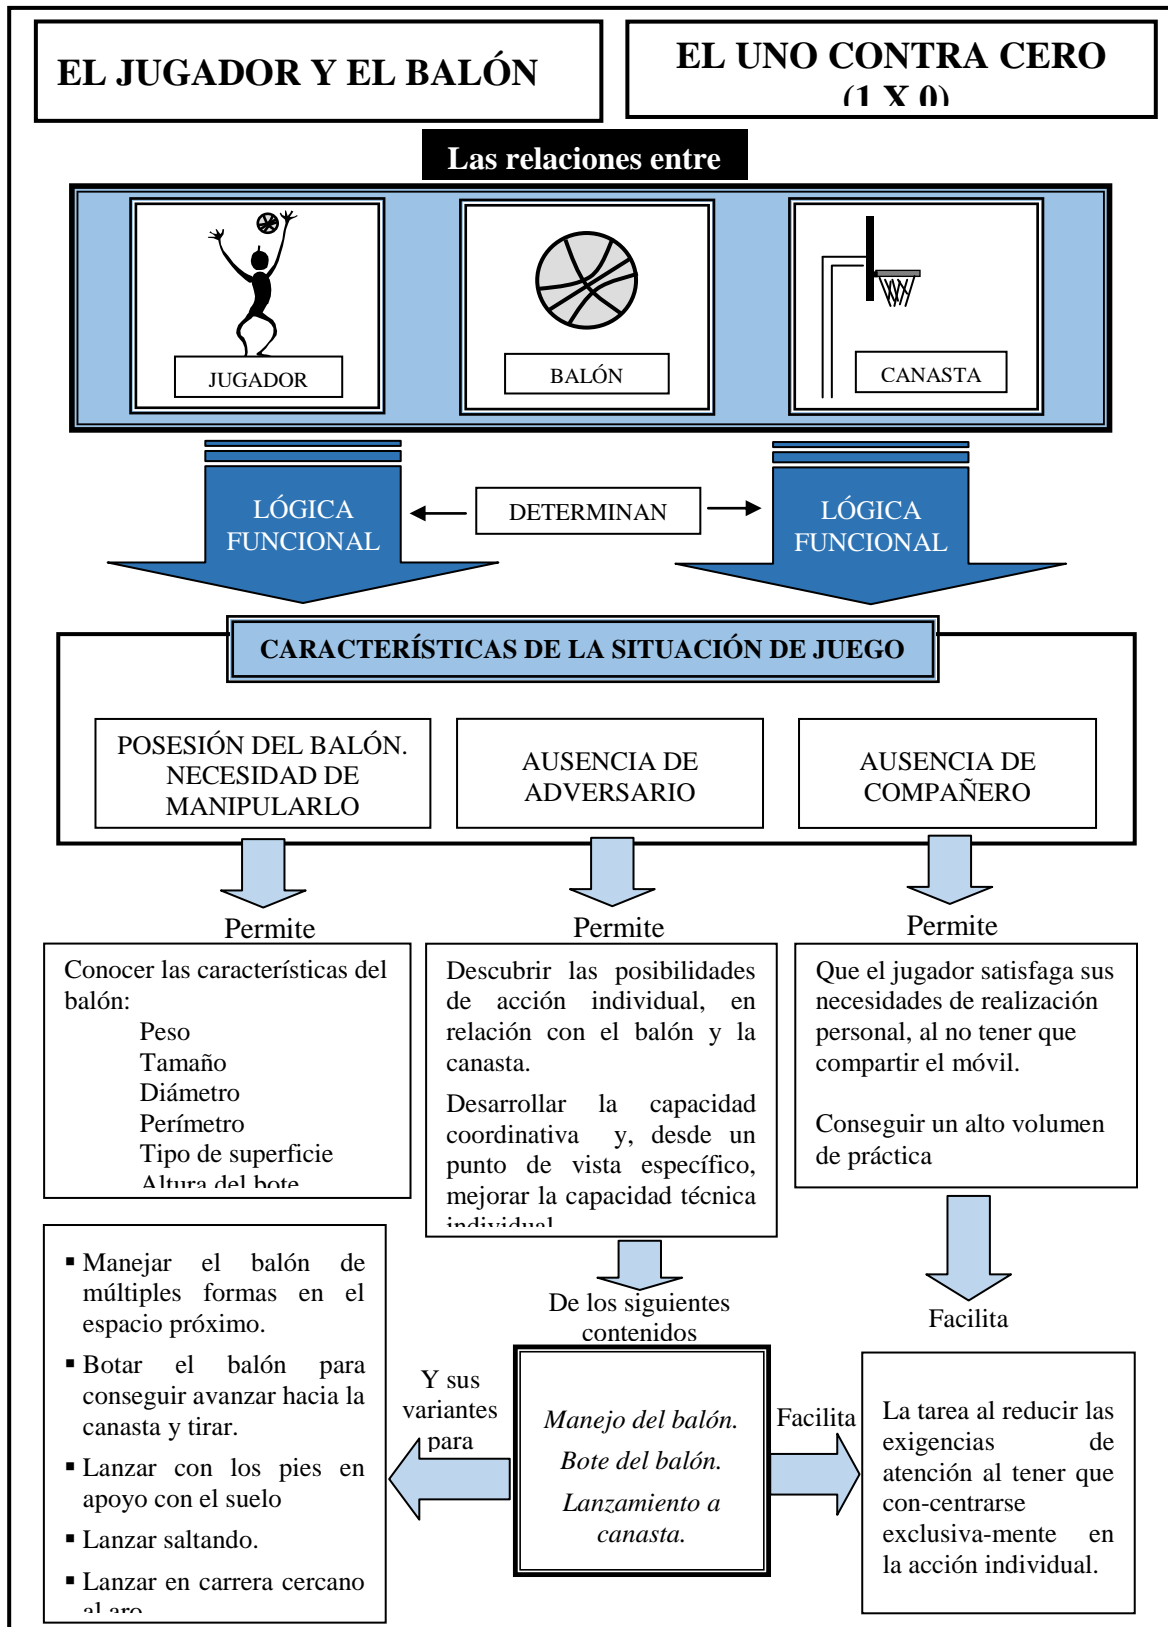 EL JUGADOR Y EL BALÓN
EL UNO CONTRA CERO
(1 X 0)
Las relaciones entre
JUGADOR
BALÓN
CANASTA
LÓGICA
FUNCIONAL
DETERMINAN
LÓGICA
FUNCIONAL
CARACTERÍSTICAS DE LA SITUACIÓN DE JUEGO
POSESIÓN DEL BALÓN.
NECESIDAD DE
MANIPULARLO
AUSENCIA DE
ADVERSARIO
AUSENCIA DE
COMPAÑERO
Permite
Permite
Permite
Conocer las características del
balón:
Peso
Tamaño
Diámetro
Perímetro
Tipo de superficie
Altura del bote
Descubrir las posibilidades
de acción individual, en
relación con el balón y la
canasta.
Desarrollar la capacidad
coordinativa y, desde un
punto de vista específico,
mejorar la capacidad técnica
individual
Que el jugador satisfaga sus
necesidades de realización
personal, al no tener que
compartir el móvil.
Conseguir un alto volumen
de práctica
De los siguientes
contenidos
Facilita
▪ Manejar el balón de
múltiples formas en el
espacio próximo.
▪ Botar el balón para
conseguir avanzar hacia la
canasta y tirar.
▪ Lanzar con los pies en
apoyo con el suelo
▪ Lanzar saltando.
▪ Lanzar en carrera cercano
al aro
Y sus
variantes
para
Manejo del balón.
Bote del balón.
Lanzamiento a
canasta.
Facilita
La tarea al reducir las
exigencias de
atención al tener que
con-centrarse
exclusiva-mente en
la acción individual.